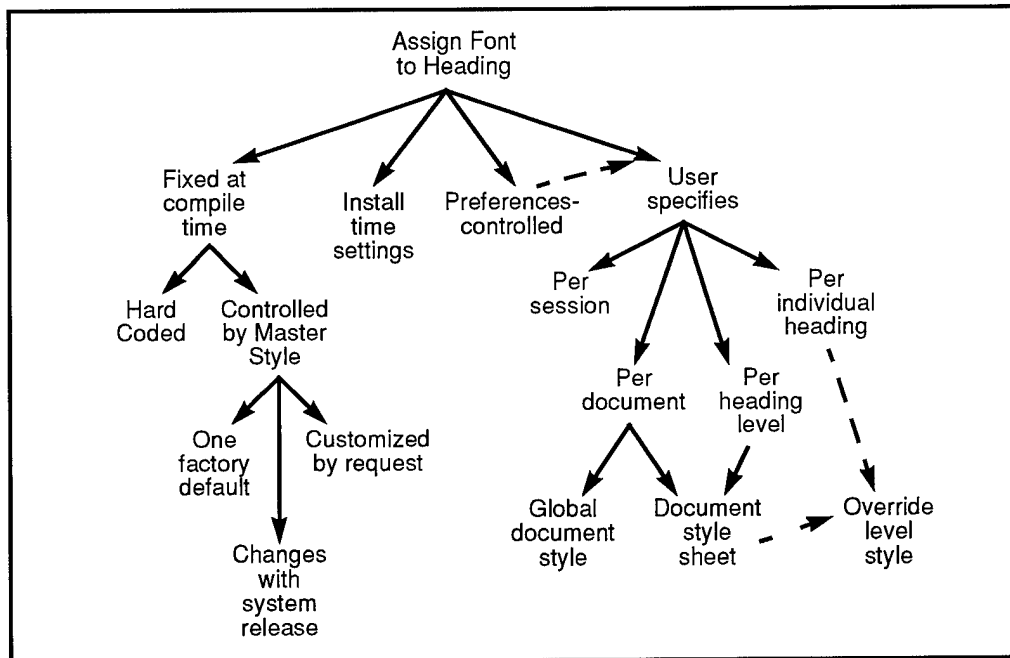 Assign Font
to Heading
Fixed at
compile
time
Install
time
settings
Preferences-
controlled
User
specifies
Hard
Coded
Controlled
by Master
Style
Per
session
Per
individual
heading
Per
document
Per
heading
level
One
factory
default
Customized
by request
Changes
with
system
release
Global
document
style
Document
style
sheet
Override
level
style